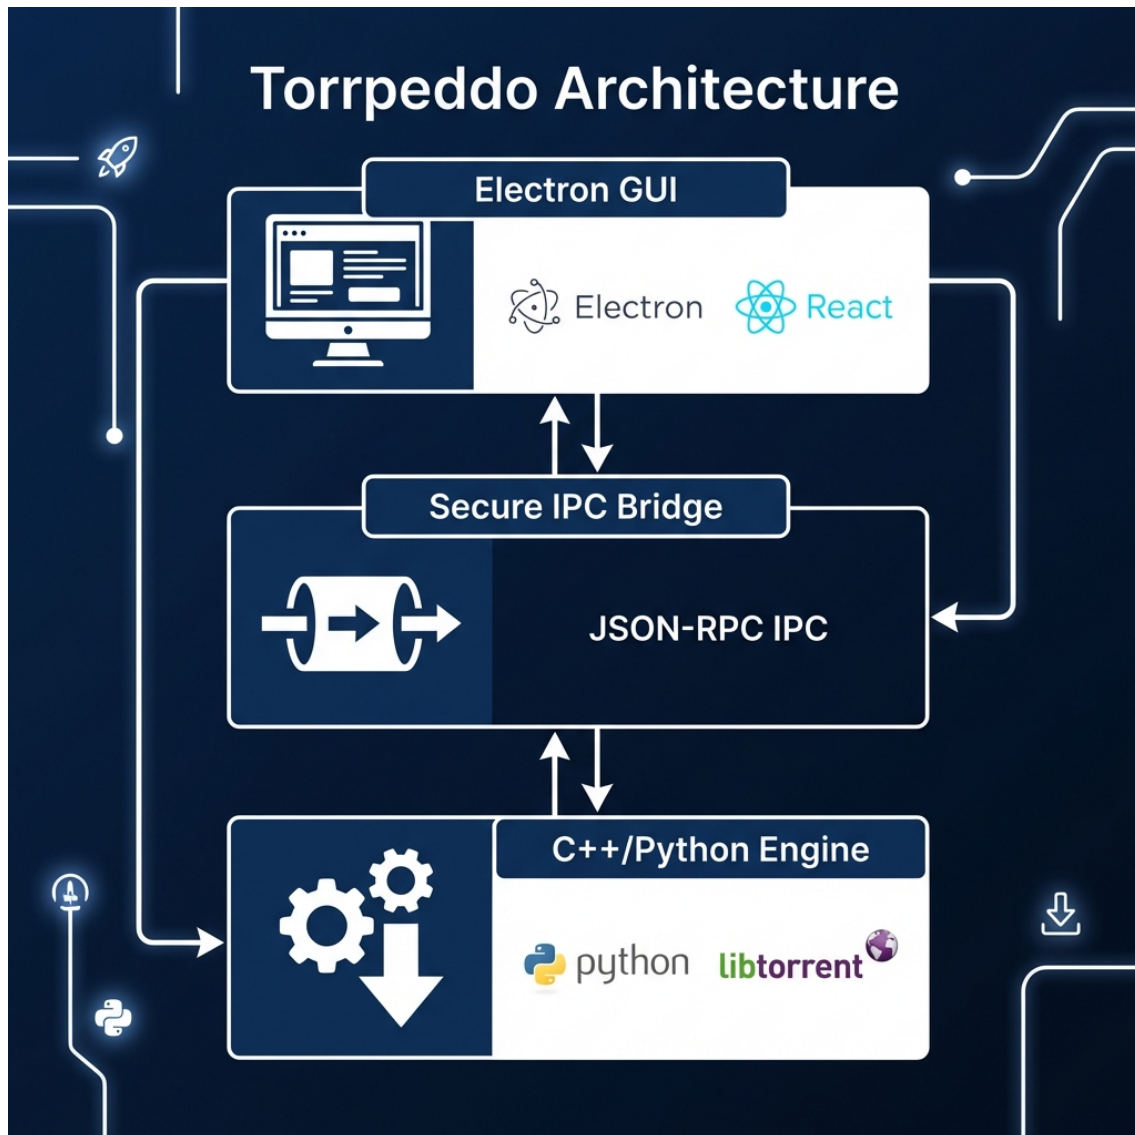 Torrpeddo Architecture
Electron GUI
Electron React
Secure IPC Bridge
JSON-RPC IPC
C++/Python Engine
python libtorrent